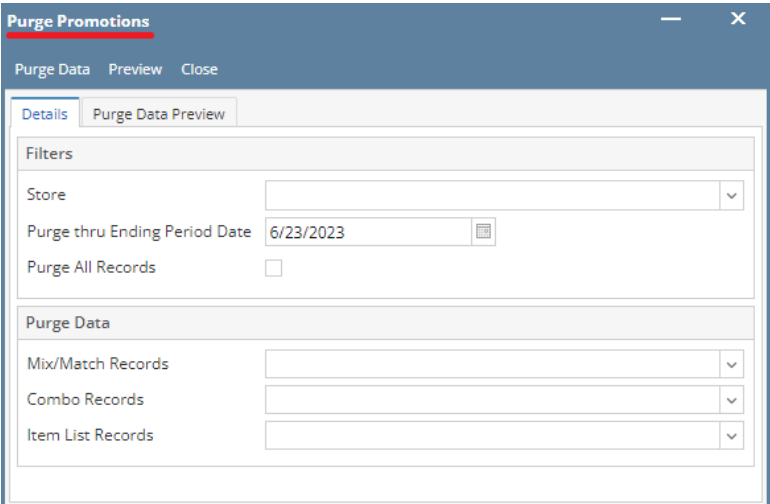 Purge Promotions
Purge Data Preview Close
Details Purge Data Preview
Filters
Store
Purge thru Ending Period Date 6/23/2023
Purge All Records
Purge Data
Mix/Match Records
Combo Records
Item List Records